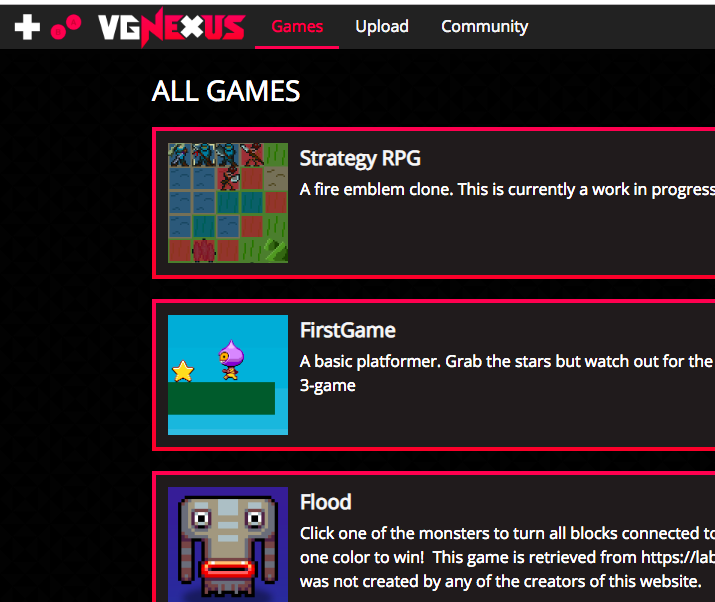 VGNEXUS Games Upload Community
ALL GAMES
Strategy RPG
A fire emblem clone. This is currently a work in progress
FirstGame
A basic platformer. Grab the stars but watch out for the
3-game
Flood
Click one of the monsters to turn all blocks connected to
one color to win! This game is retrieved from https://lab
was not created by any of the creators of this website.